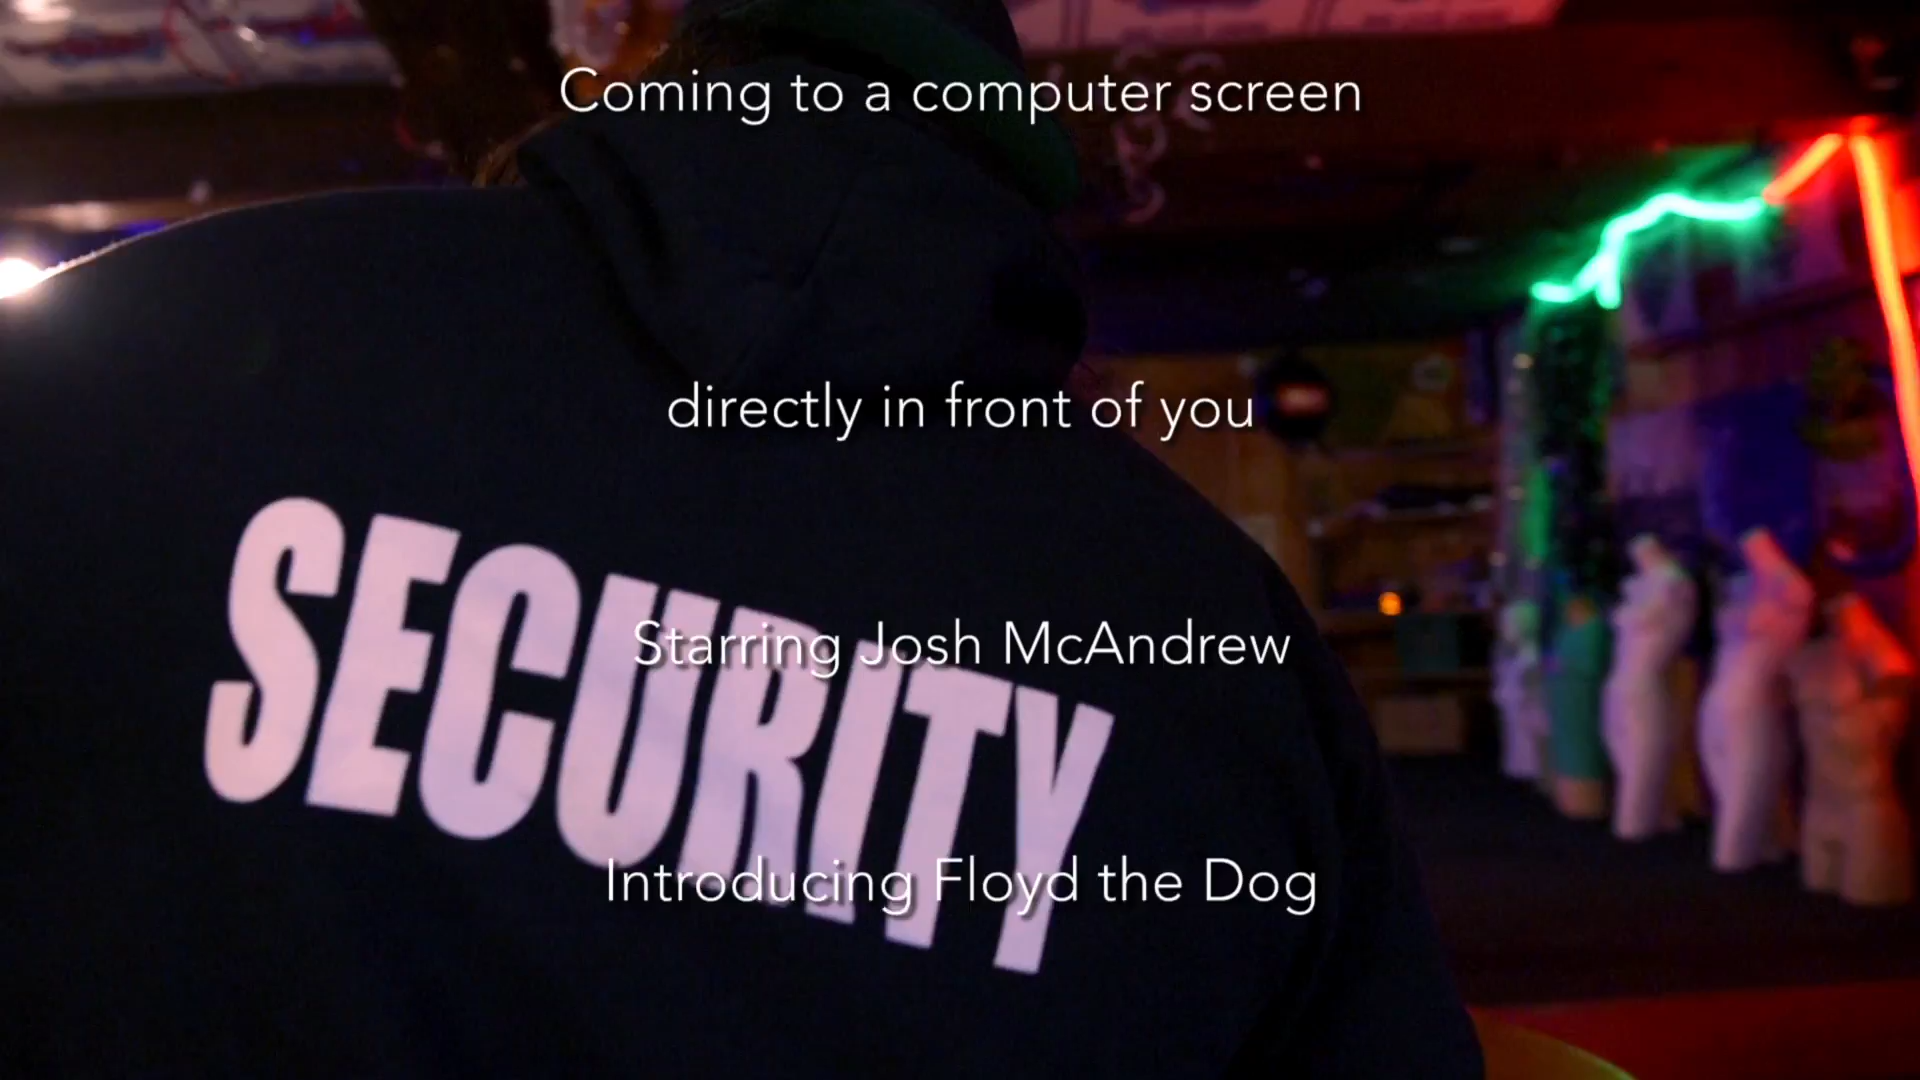 Coming to a computer screen
directly in front of you
SECURITY
Starring Josh McAndrew
Introducing Floyd the Dog